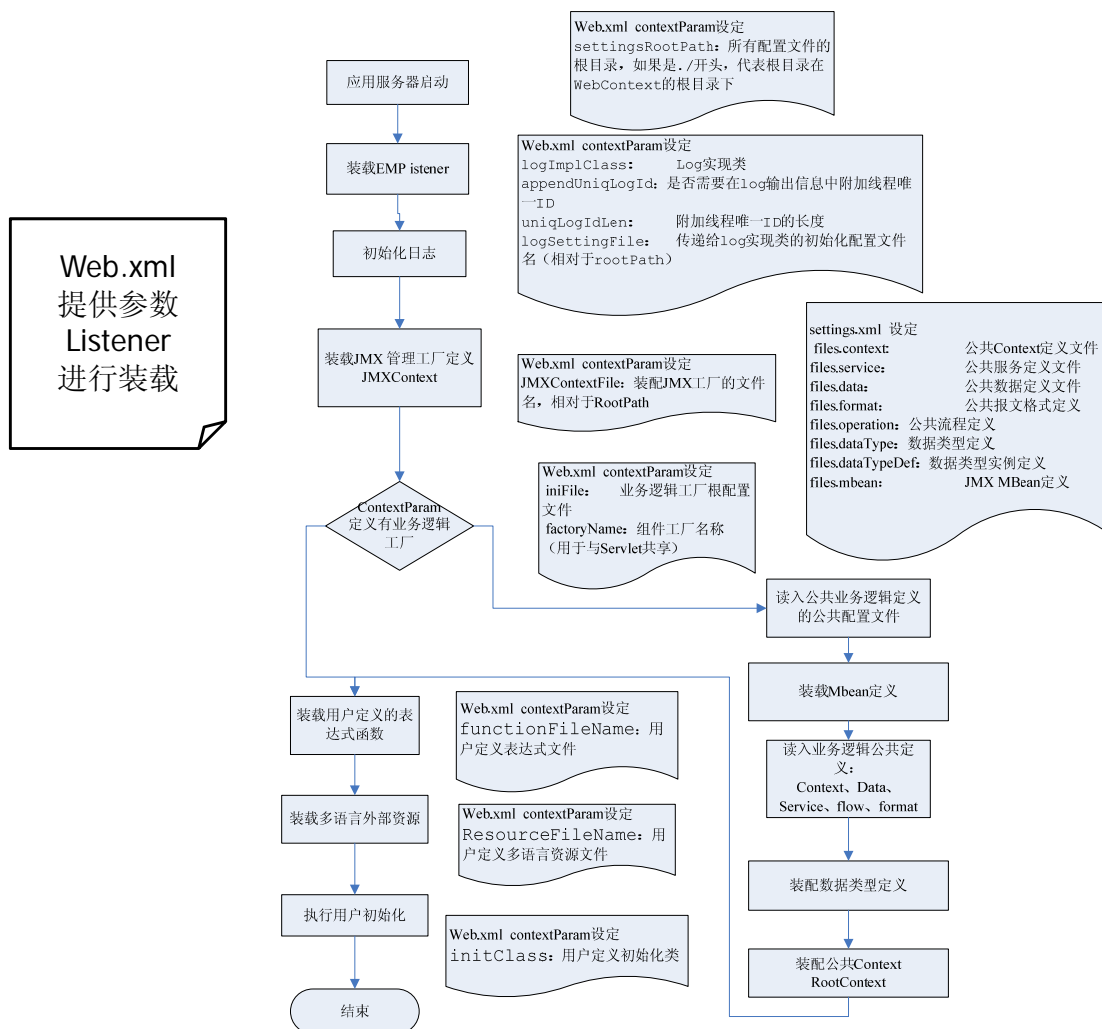 Web.xml contextParam设定
settingsRootPath：所有配置文件的
根目录，如果是./开头，代表根目录在
WebContext的根目录下
应用服务器启动
Web.xml contextParam设定
logImplClass： Log实现类
appendUniqLogId：是否需要在log输出信息中附加线程唯
一ID
uniqLogIdLen： 附加线程唯一ID的长度
logSettingFile： 传递给log实现类的初始化配置文件
名（相对于rootPath）
装载EMP istener
初始化日志
Web.xml
提供参数
Listener
进行装载
装载JMX 管理工厂定义
JMXContext
Web.xml contextParam设定
JMXContextFile：装配JMX工厂的文件
名，相对于RootPath
settings.xml 设定
files.context: 公共Context定义文件
files.service: 公共服务定义文件
files.data: 公共数据定义文件
files.format: 公共报文格式定义
files.operation: 公共流程定义
files.dataType: 数据类型定义
files.dataTypeDef: 数据类型实例定义
files.mbean: JMX MBean定义
Web.xml contextParam设定
iniFile： 业务逻辑工厂根配置
文件
factoryName：组件工厂名称
（用于与Servlet共享）
ContextParam
定义有业务逻辑
工厂
读入公共业务逻辑定义
的公共配置文件
装载Mbean定义
读入业务逻辑公共定
义：
Context、Data、
Service、flow、format
装配数据类型定义
装配公共Context
RootContext
装载用户定义的表
达式函数
Web.xml contextParam设定
functionFileName：用
户定义表达式文件
装载多语言外部资源
Web.xml contextParam设定
ResourceFileName：用
户定义多语言资源文件
执行用户初始化
Web.xml contextParam设定
initClass：用户定义初始化类
结束